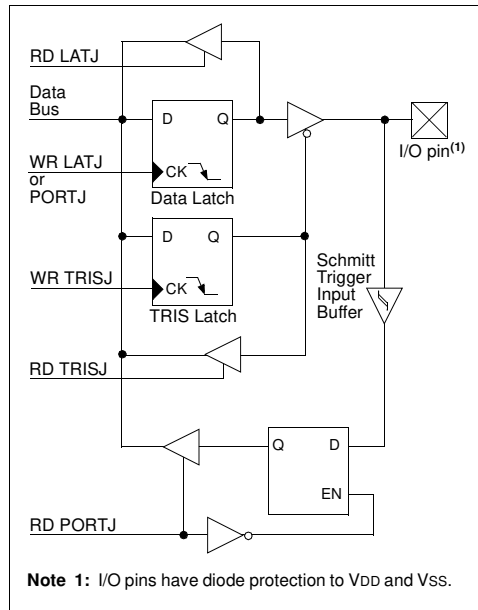 RD LATJ
Data
Bus
D Q
I/O pin(1)
WR LATJ
or
PORTJ
CK
Data Latch
D Q
WR TRISJ
CK
TRIS Latch
Schmitt
Trigger
Input
Buffer
RD TRISJ
Q D
EN
RD PORTJ
Note 1: I/O pins have diode protection to VDD and VSS.